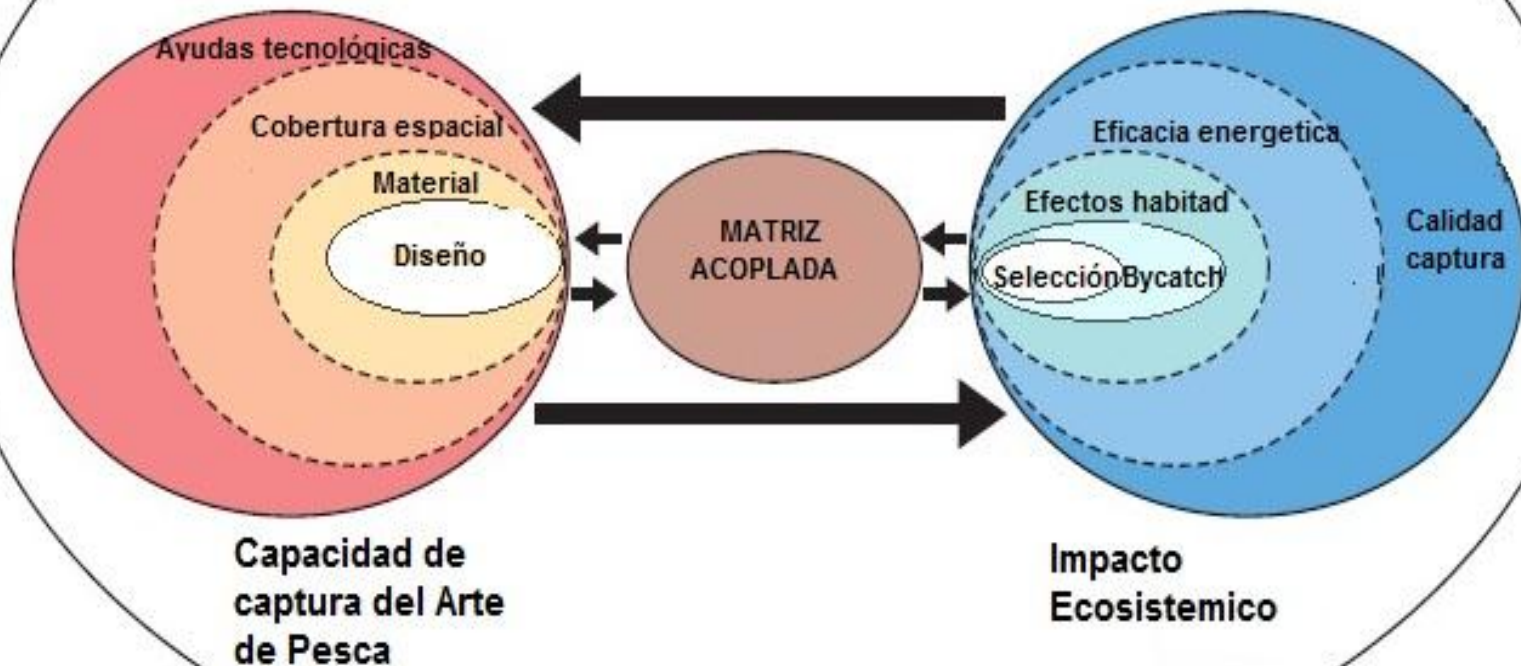 Ayudas tecnológicas
Cobertura espacial
Material
Diseño
MATRIZ
ACOPLADA
Eficacia energetica
Efectos habitad
Selección
Bycatch
Calidad
captura
Capacidad de
captura del Arte
de Pesca
Impacto
Ecosistemico